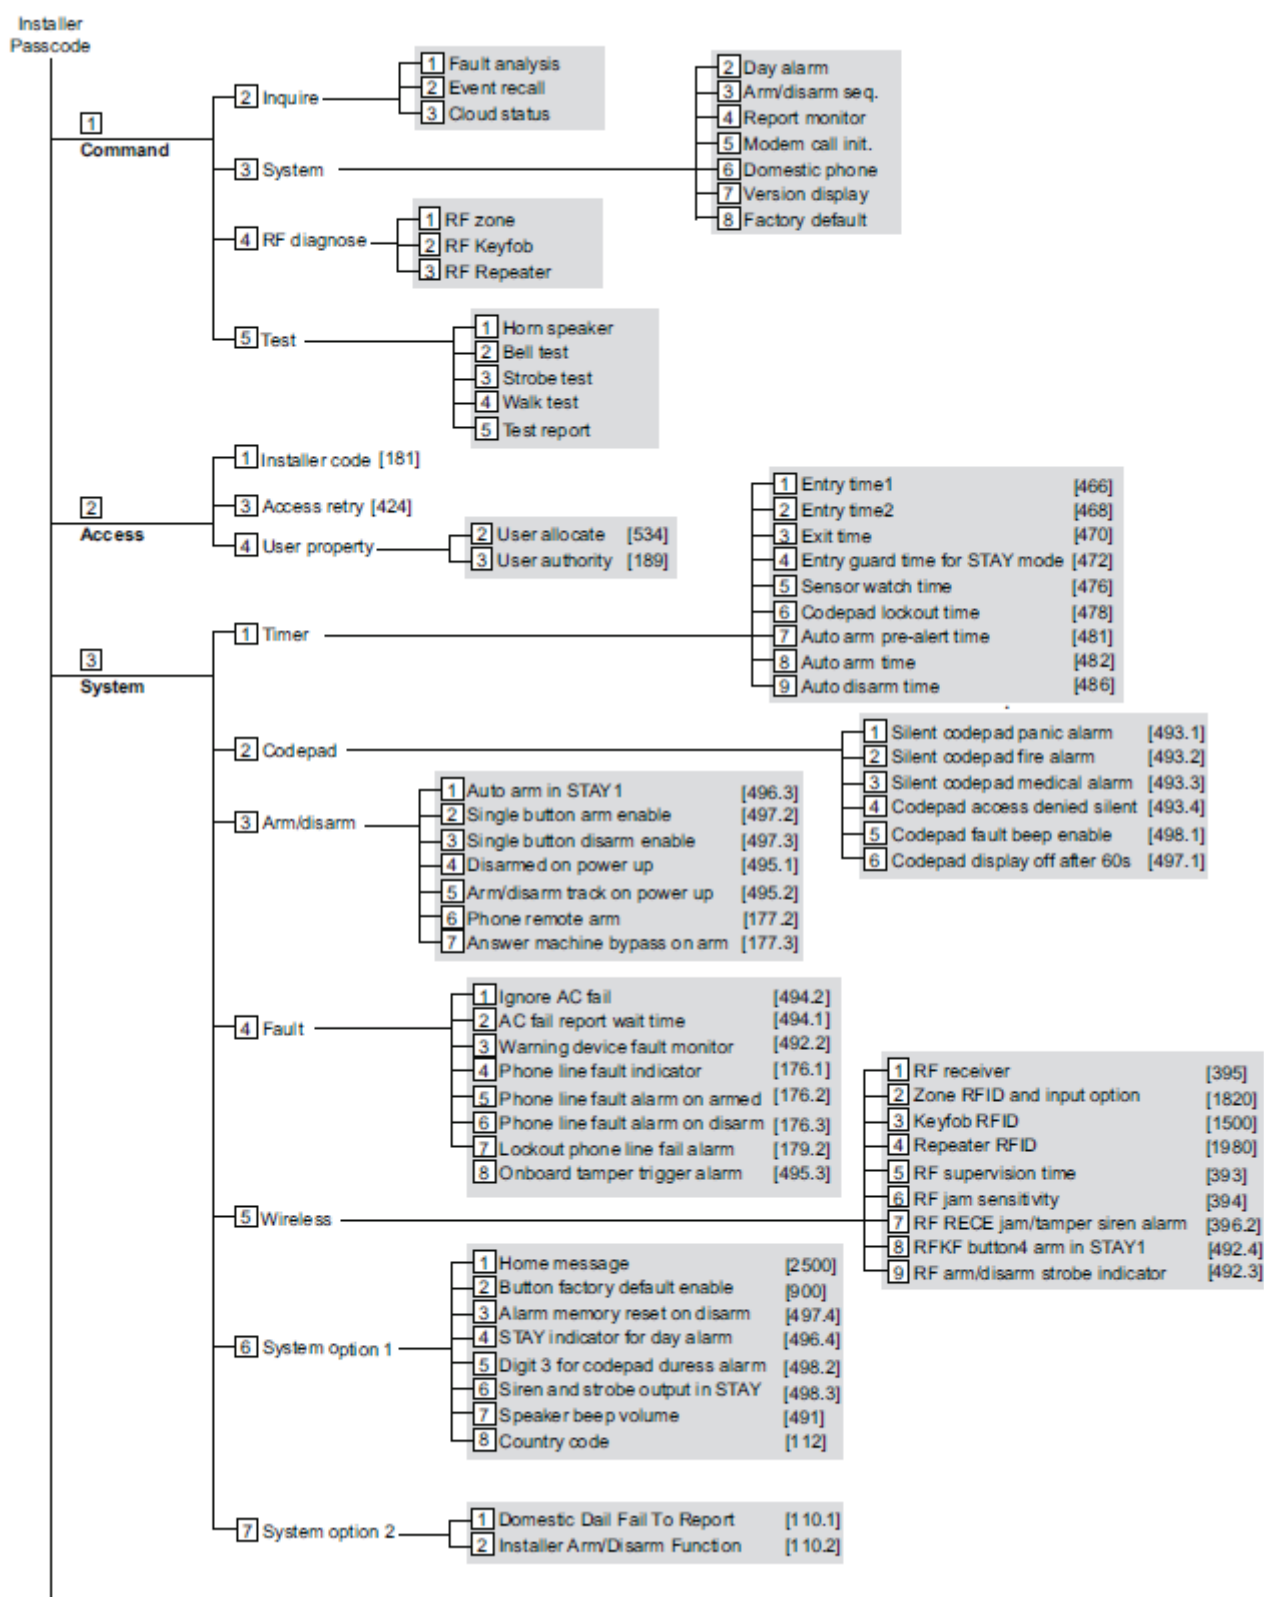 Installer
Passcode
1
Command
2 Inquire
1 Fault analysis
2 Event recall
3 Cloud status
3 System
2 Day alarm
3 Arm/disarm seq.
4 Report monitor
5 Modem call init.
6 Domestic phone
7 Version display
8 Factory default
4 RF diagnose
1 RF zone
2 RF Keyfob
3 RF Repeater
5 Test
1 Horn speaker
2 Bell test
3 Strobe test
4 Walk test
5 Test report
2
Access
1 Installer code [181]
3 Access retry [424]
4 User property
2 User allocate [534]
3 User authority [189]
3
System
1 Timer
1 Entry time1 [466]
2 Entry time2 [468]
3 Exit time [470]
4 Entry guard time for STAY mode [472]
5 Sensor watch time [476]
6 Codepad lockout time [478]
7 Auto arm pre-alert time [481]
8 Auto arm time [482]
9 Auto disarm time [486]
2 Codepad
1 Silent codepad panic alarm [493.1]
2 Silent codepad fire alarm [493.2]
3 Silent codepad medical alarm [493.3]
4 Codepad access denied silent [493.4]
5 Codepad fault beep enable [498.1]
6 Codepad display off after 60s [497.1]
3 Arm/disarm
1 Auto arm in STAY1 [496.3]
2 Single button arm enable [497.2]
3 Single button disarm enable [497.3]
4 Disarmed on power up [495.1]
5 Arm/disarm track on power up [495.2]
6 Phone remote arm [177.2]
7 Answer machine bypass on arm [177.3]
4 Fault
1 Ignore AC fail [494.2]
2 AC fail report wait time [494.1]
3 Warning device fault monitor [492.2]
4 Phone line fault indicator [176.1]
5 Phone line fault alarm on armed [176.2]
6 Phone line fault alarm on disarm [176.3]
7 Lockout phone line fail alarm [179.2]
8 Onboard tamper trigger alarm [495.3]
5 Wireless
1 RF receiver [395]
2 Zone RFID and input option [1820]
3 Keyfob RFID [1500]
4 Repeater RFID [1980]
5 RF supervision time [393]
6 RF jam sensitivity [394]
7 RF RECE jam/tamper siren alarm [396.2]
8 RFKF button4 arm in STAY1 [492.4]
9 RF arm/disarm strobe indicator [492.3]
6 System option 1
1 Home message [2500]
2 Button factory default enable [900]
3 Alarm memory reset on disarm [497.4]
4 STAY indicator for day alarm [496.4]
5 Digit 3 for codepad duress alarm [498.2]
6 Siren and strobe output in STAY [498.3]
7 Speaker beep volume [491]
8 Country code [112]
7 System option 2
1 Domestic Dail Fail To Report [110.1]
2 Installer Arm/Disarm Function [110.2]